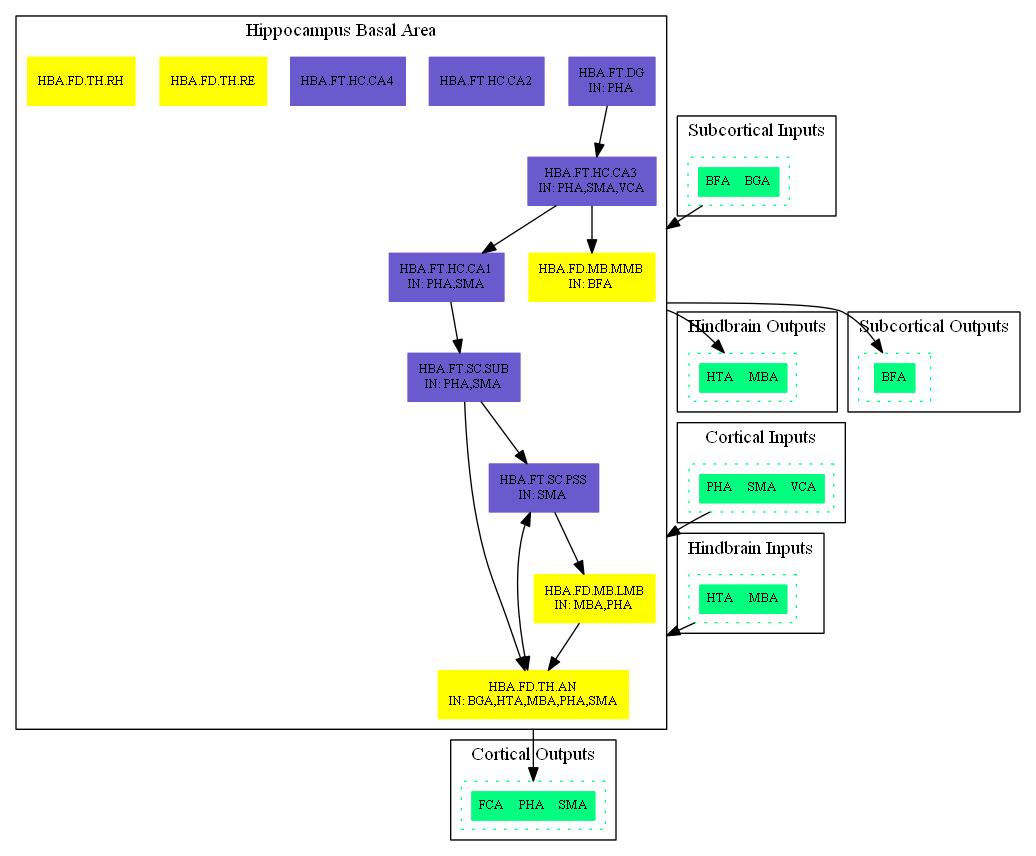 Hippocampus Basal Area
HBA.FD.TH.RH
HBA.FD.TH.RE
HBA.FT.HC.CA4
HBA.FT.HC.CA2
HBA.FT.DG
IN: PHA
Subcortical Inputs
BFA BGA
HBA.FT.HC.CA3
IN: PHA,SMA,VCA
HBA.FT.HC.CA1
IN: PHA,SMA
HBA.FD.MB.MMB
IN: BFA
Hindbrain Outputs
HTA MBA
Subcortical Outputs
BFA
HBA.FT.SC.SUB
IN: PHA,SMA
Cortical Inputs
PHA SMA VCA
HBA.FT.SC.PSS
IN: SMA
Hindbrain Inputs
HTA MBA
HBA.FD.MB.LMB
IN: MBA,PHA
HBA.FD.TH.AN
IN: BGA,HTA,MBA,PHA,SMA
Cortical Outputs
FCA PHA SMA